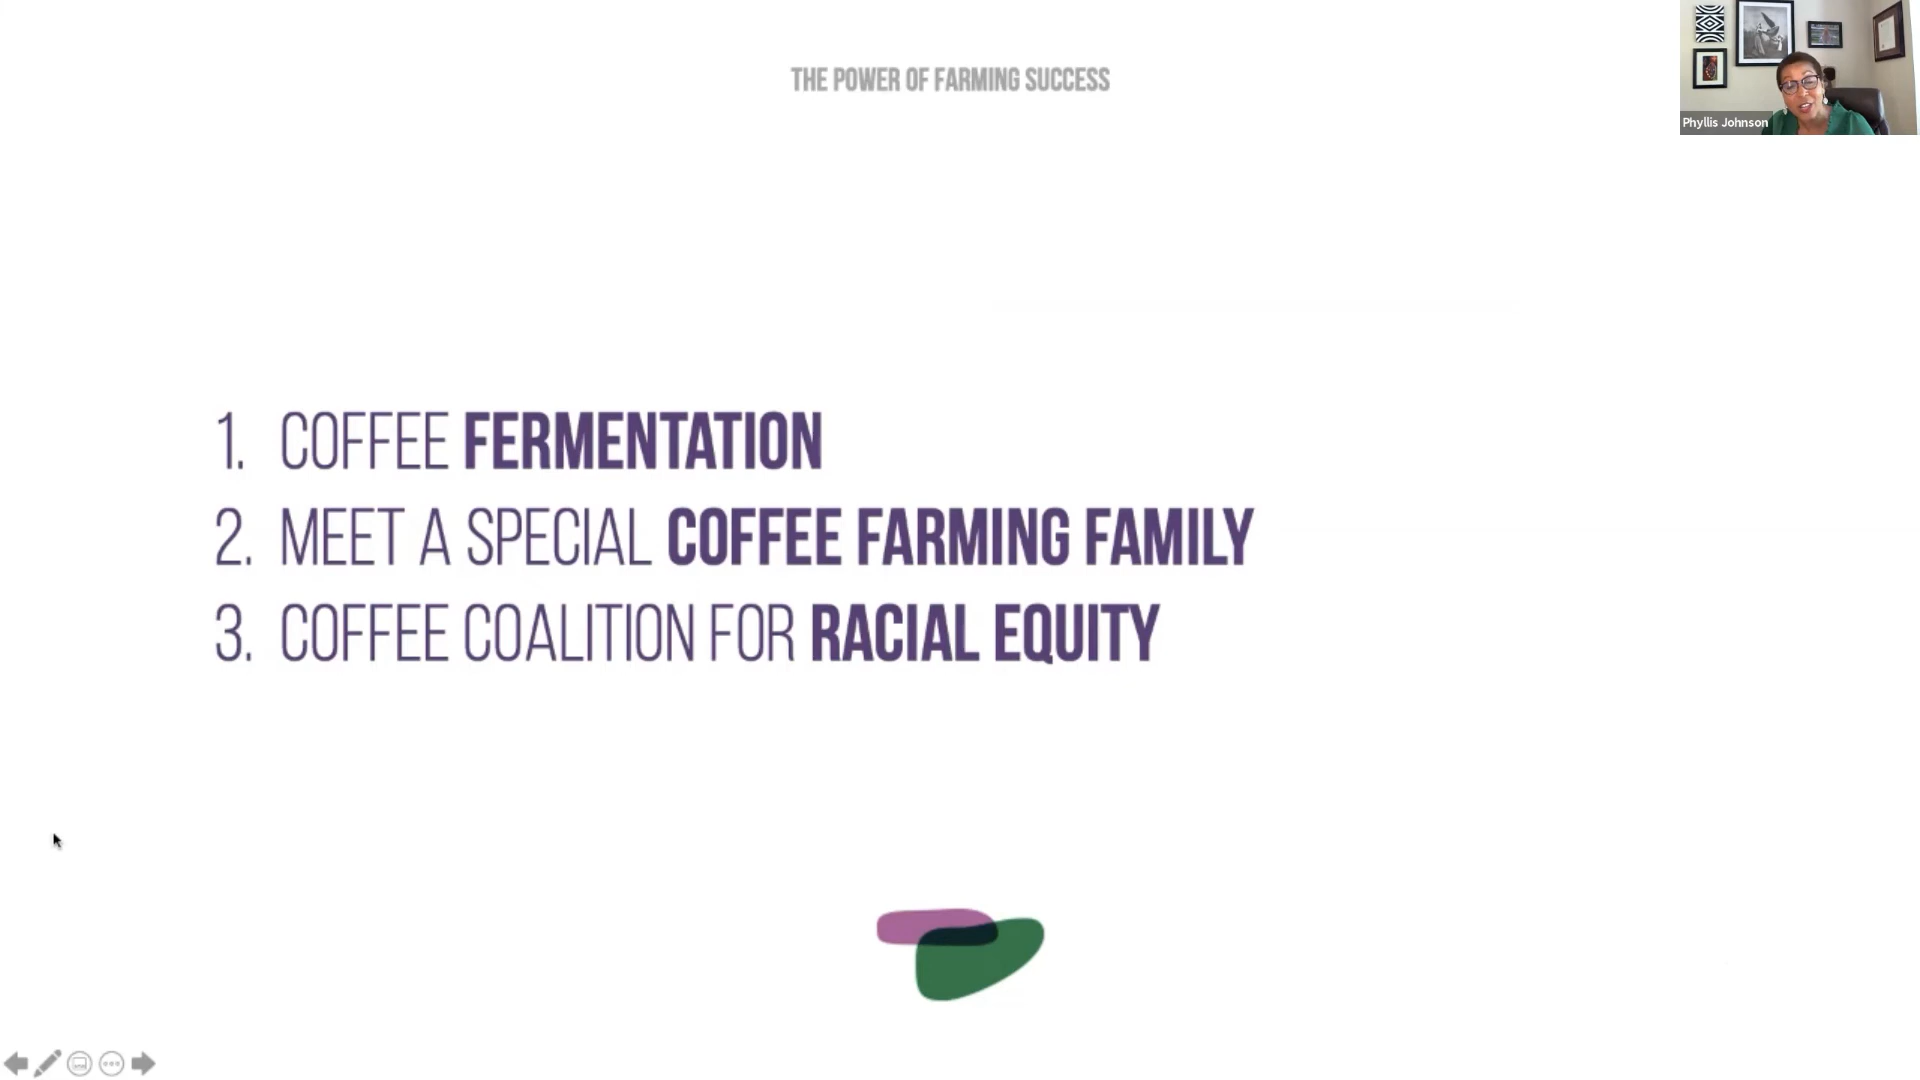 THE POWER OF FARMING SUCCESS
Phyllis Johnson
1. COFFEE FERMENTATION
2. MEET A SPECIAL COFFEE FARMING FAMILY
3. COFFEE COALITION FOR RACIAL EQUITY